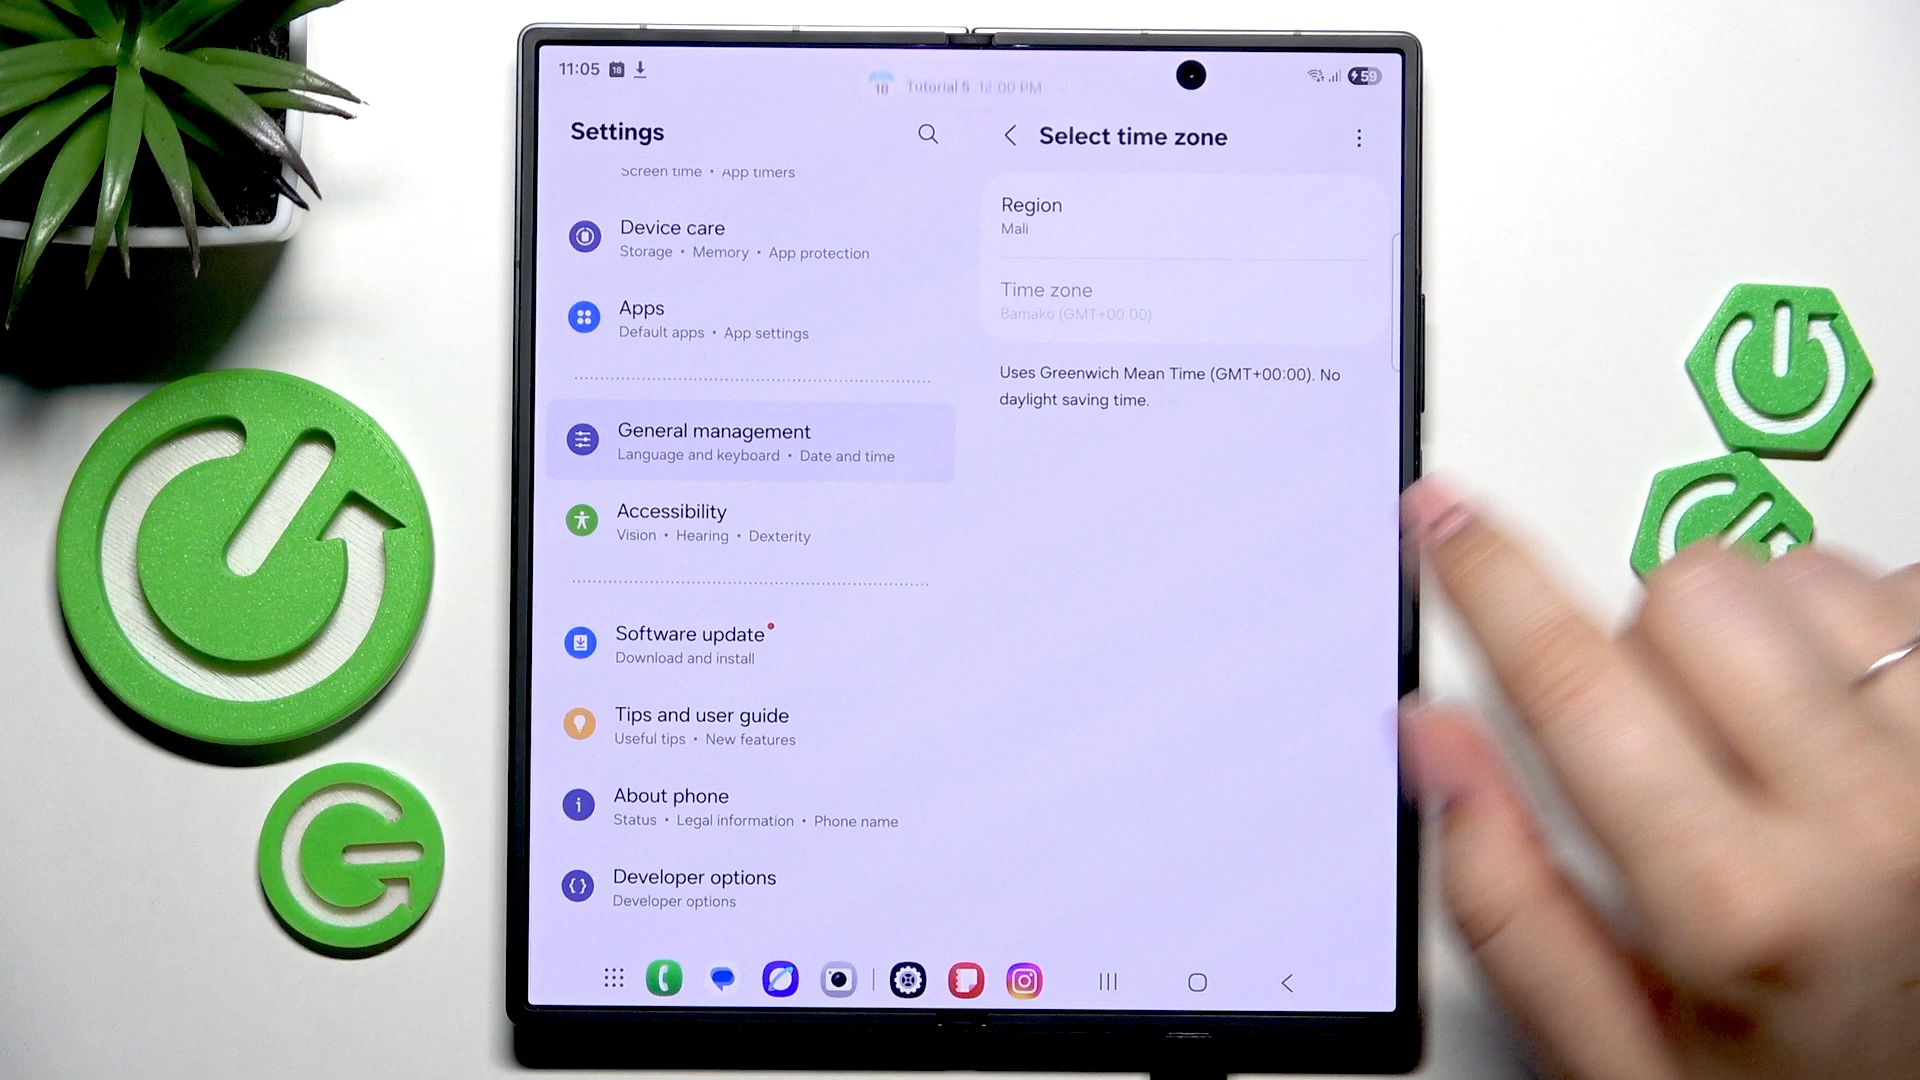 11:05 18
18 Tutorial 5 12:00 PM
59
Settings
Screen time • App timers
Device care
Storage • Memory • App protection
Apps
Default apps • App settings
General management
Language and keyboard • Date and time
Accessibility
Vision • Hearing • Dexterity
Software update
Download and install
Tips and user guide
Useful tips • New features
About phone
Status • Legal information • Phone name
Developer options
Developer options
Select time zone
Region
Mali
Time zone
Bamako (GMT+00:00)
Uses Greenwich Mean Time (GMT+00:00). No
daylight saving time.